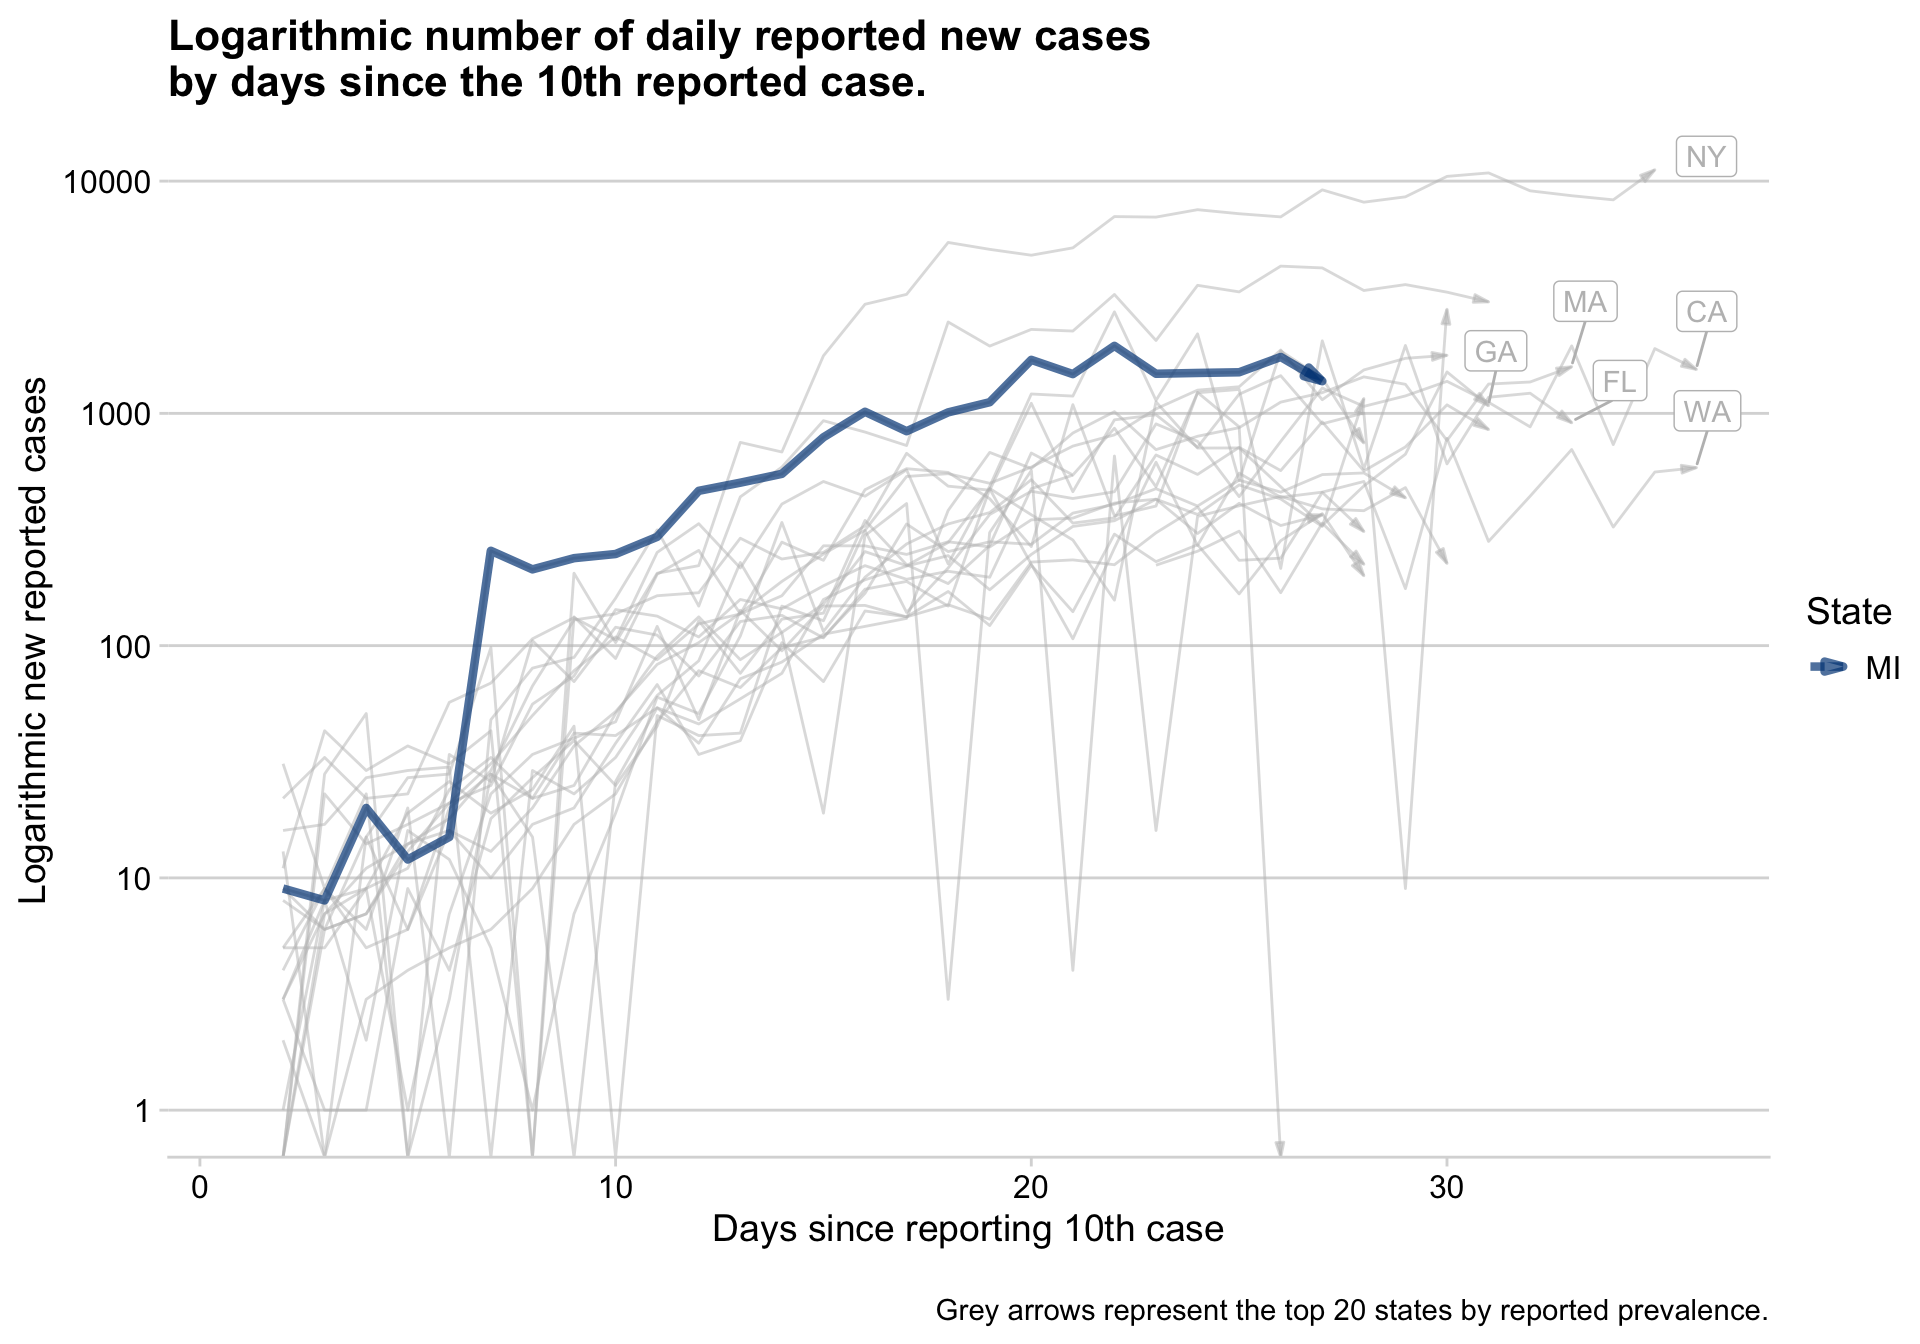 Logarithmic number of daily reported new cases
by days since the 10th reported case.
Logarithmic new reported cases
10000
1000
100
10
1
NY
MA
CA
GA
FL
WA
State
MI
0
10
20
30
Days since reporting 10th case
Grey arrows represent the top 20 states by reported prevalence.